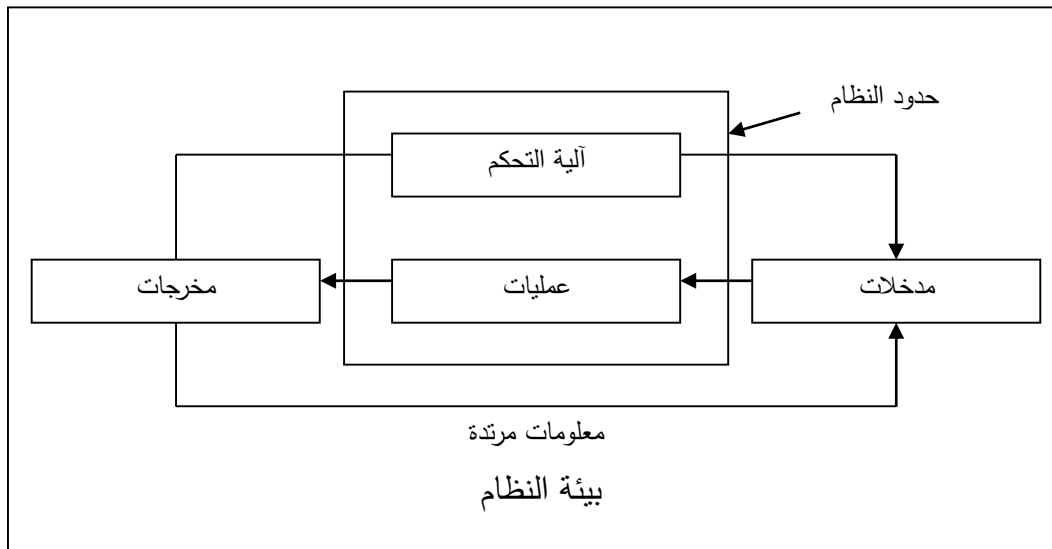 حدود النظام
آلية التحكم
مدخلات
عمليات
مخرجات
معلومات مرتدة
بيئة النظام